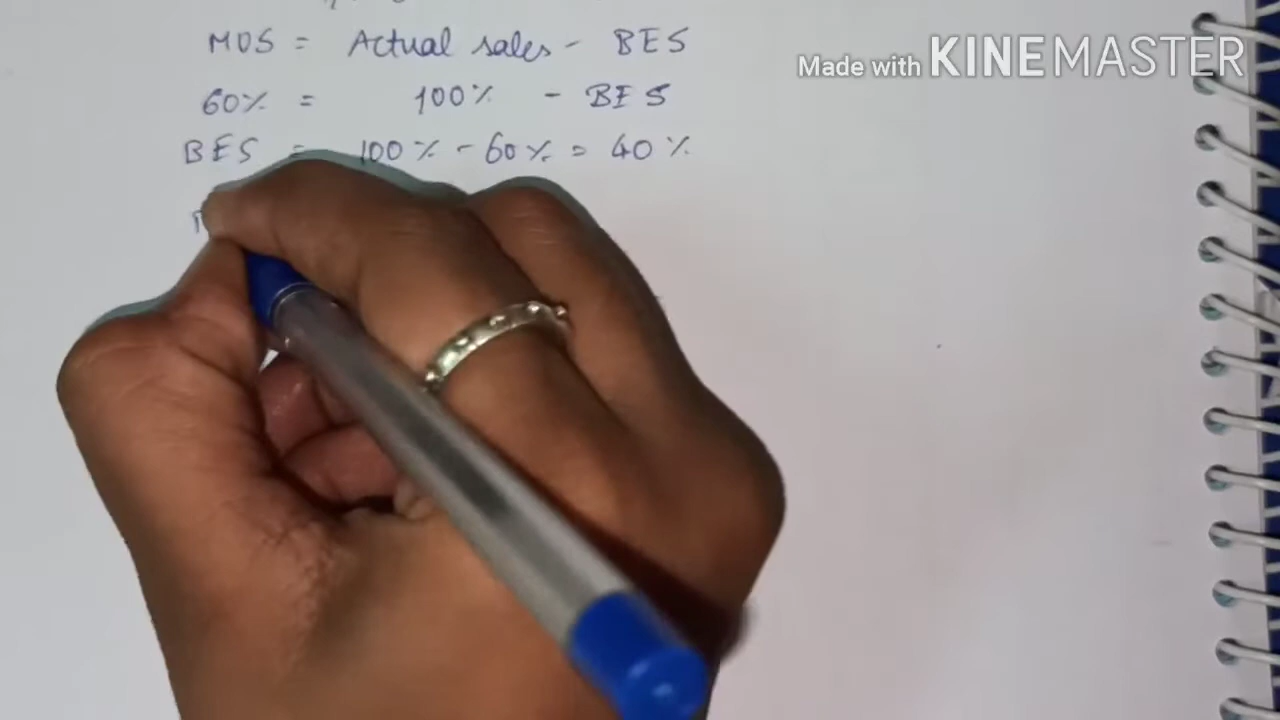 MOS = Actual sales - BES
Made with KINEMASTER
60% = 100% - BES
BES = 100% - 60% = 40%